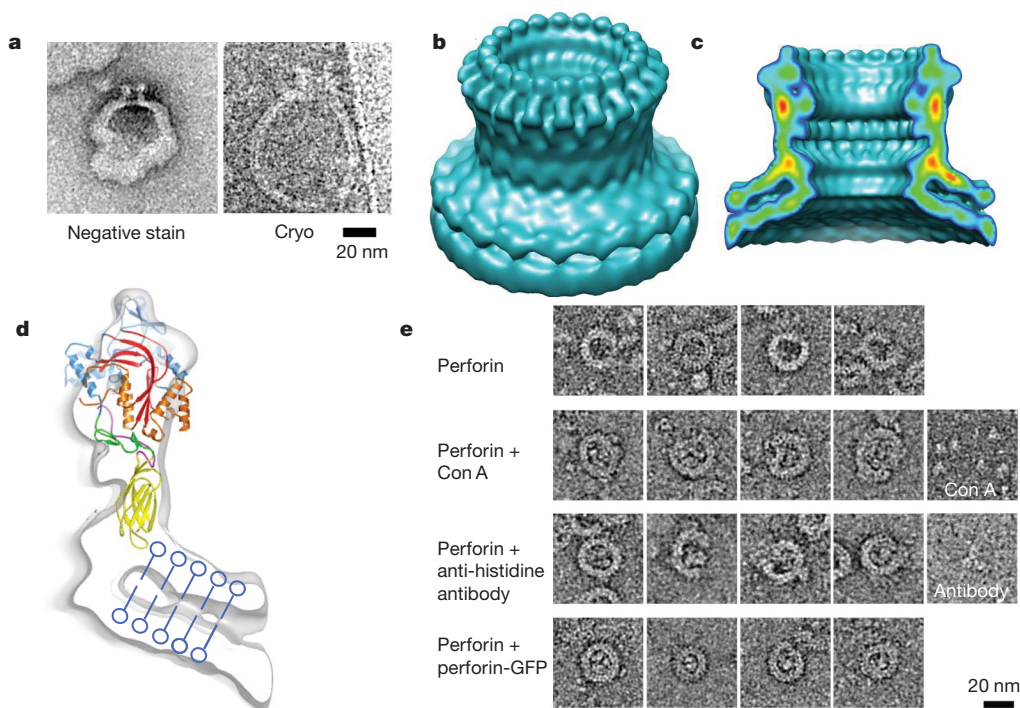 a
Negative stain
Cryo
20 nm
b
c
d
e
Perforin
Perforin +
Con A
Con A
Perforin +
anti-histidine
antibody
Antibody
Perforin +
perforin-GFP
20 nm